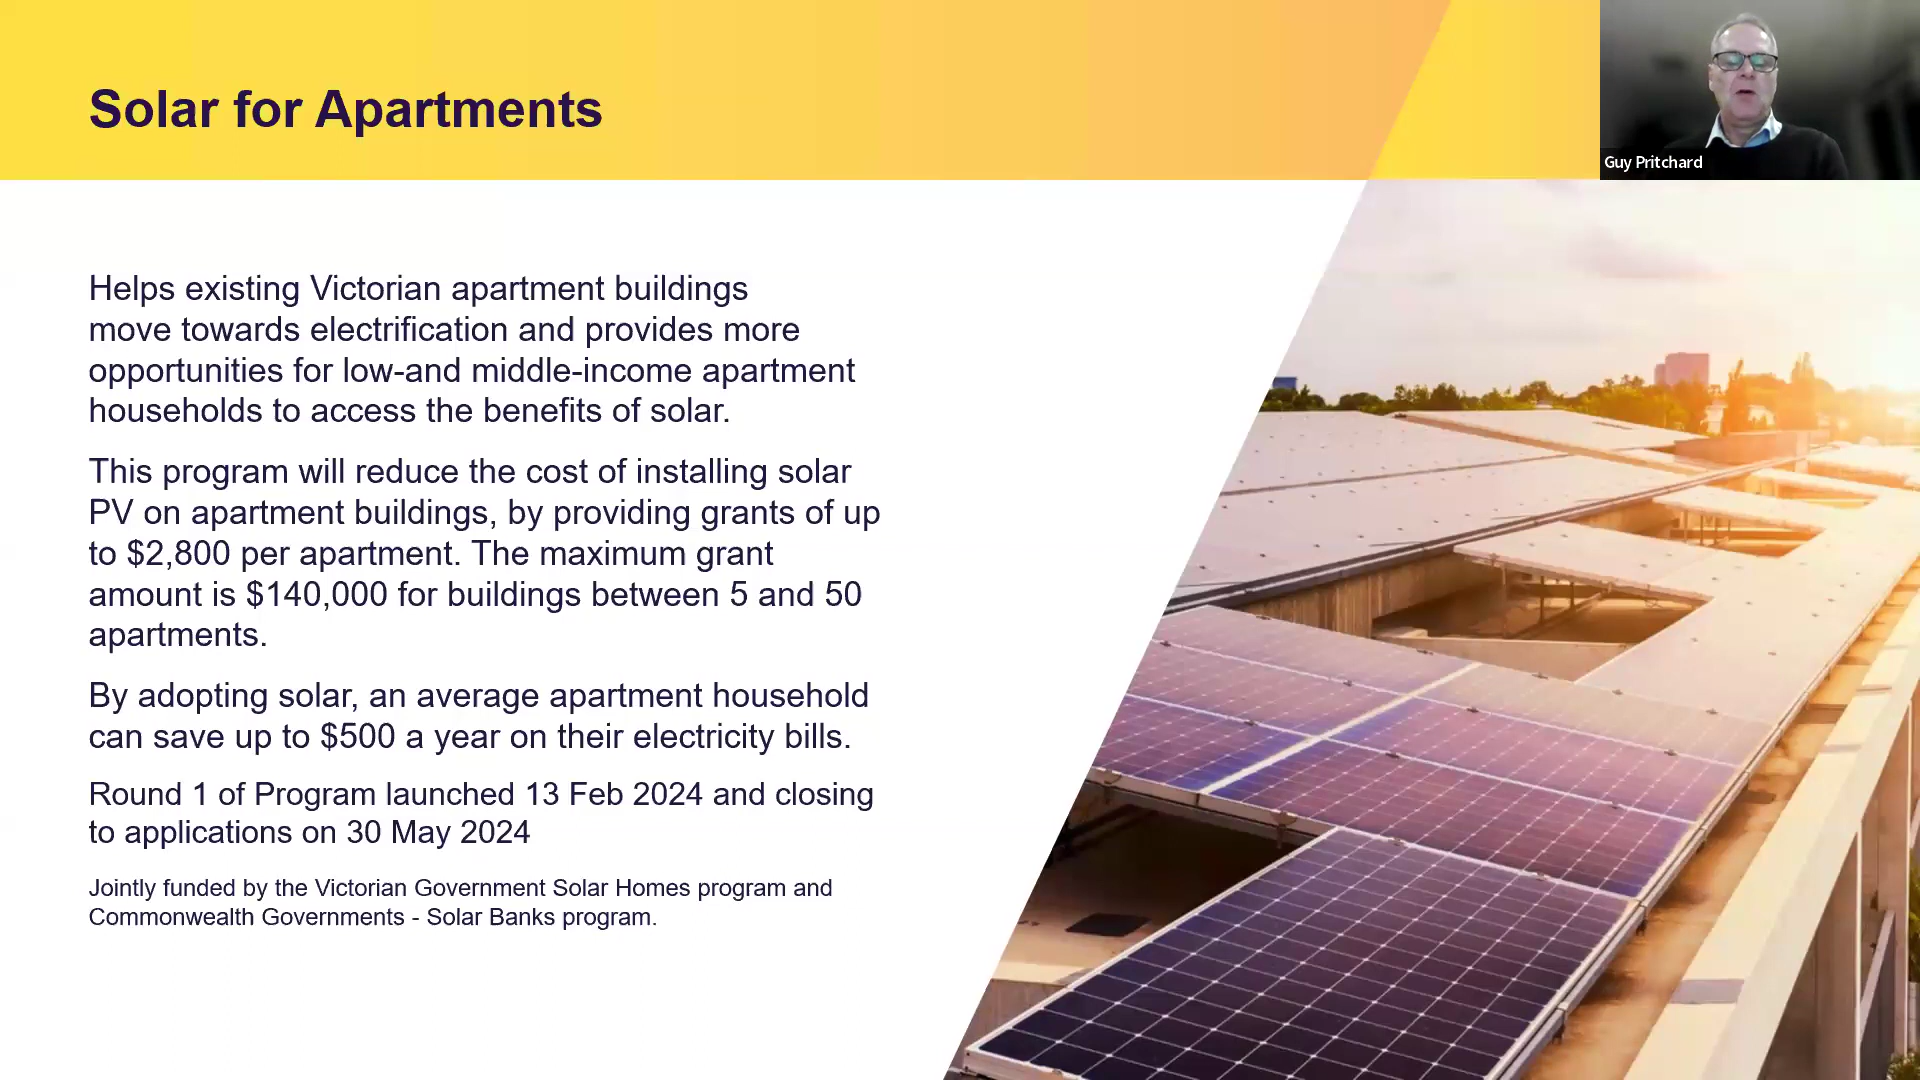 Solar for Apartments
Guy Pritchard
Helps existing Victorian apartment buildings
move towards electrification and provides more
opportunities for low-and middle-income apartment
households to access the benefits of solar.
This program will reduce the cost of installing solar
PV on apartment buildings, by providing grants of up
to $2,800 per apartment. The maximum grant
amount is $140,000 for buildings between 5 and 50
apartments.
By adopting solar, an average apartment household
can save up to $500 a year on their electricity bills.
Round 1 of Program launched 13 Feb 2024 and closing
to applications on 30 May 2024
Jointly funded by the Victorian Government Solar Homes program and
Commonwealth Governments - Solar Banks program.